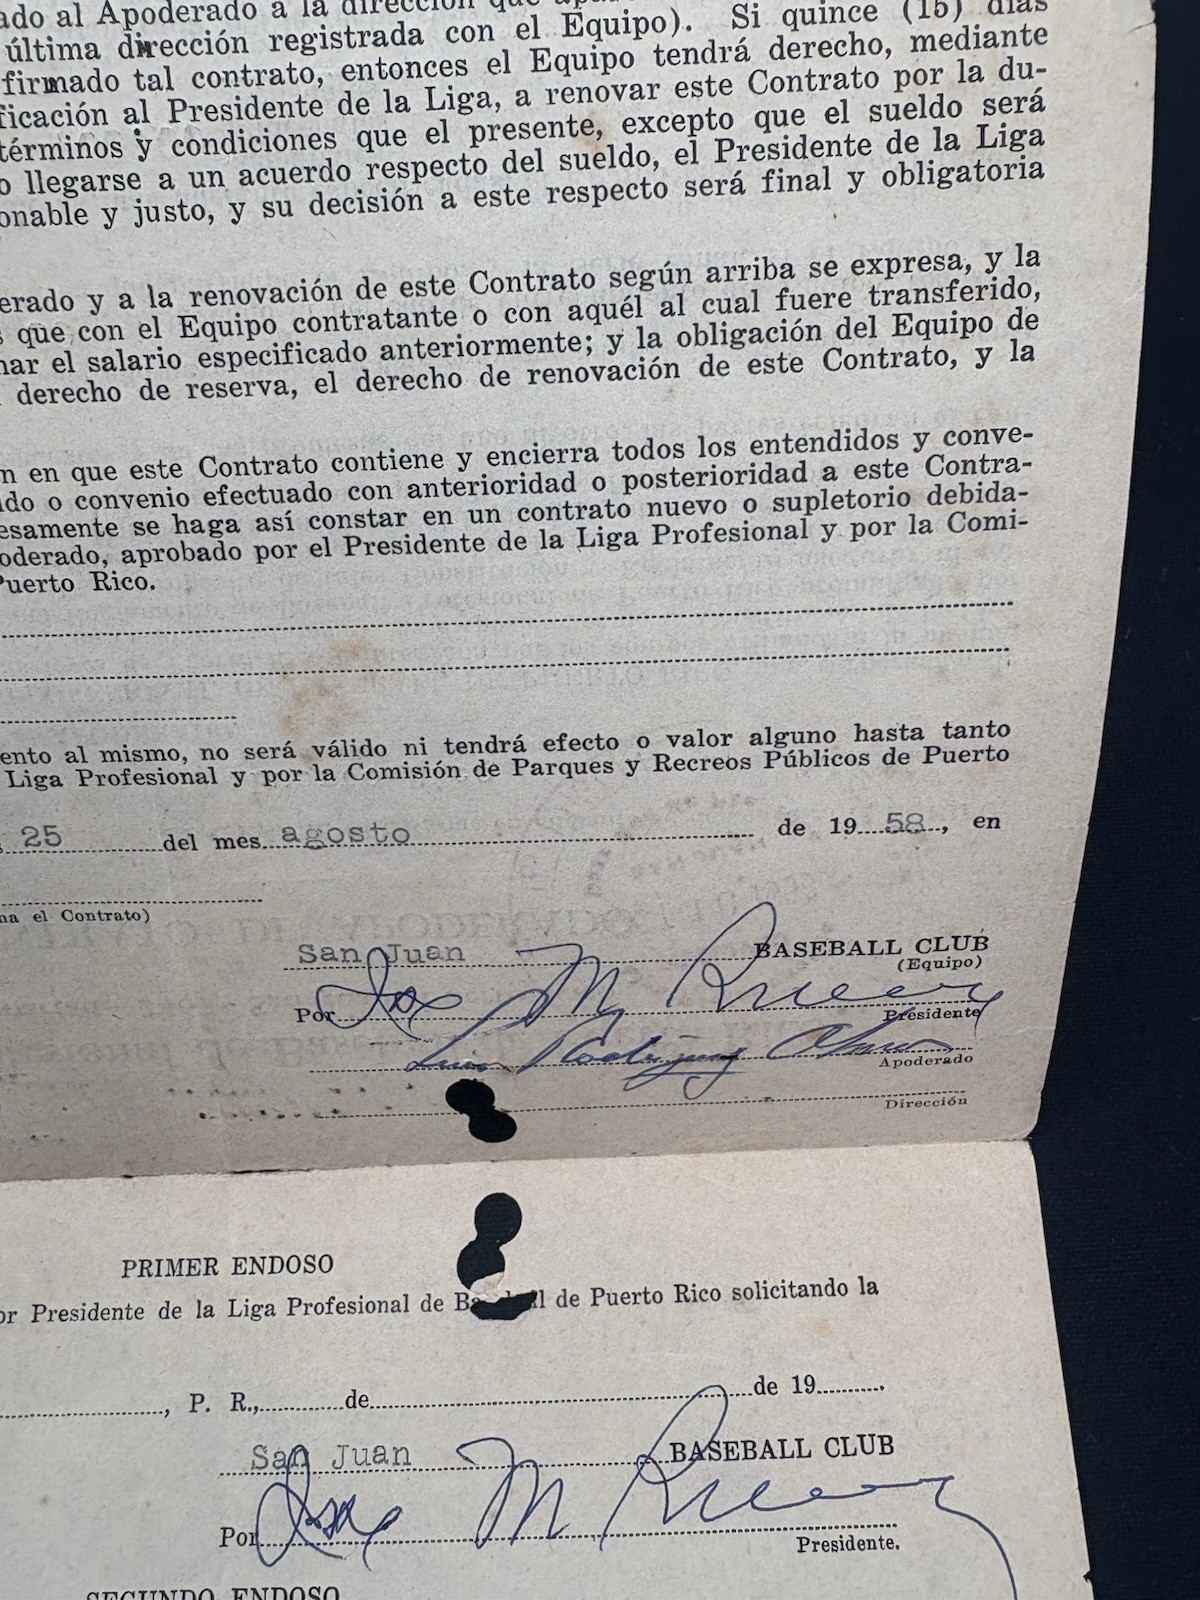 ado al Apoderado a la dirección que
última dirección registrada con el Equipo). Si quince (15) días
firmado tal contrato, entonces el Equipo tendrá derecho, mediante
ficación al Presidente de la Liga, a renovar este Contrato por la du-
términos y condiciones que el presente, excepto que el sueldo será
o llegarse a un acuerdo respecto del sueldo, el Presidente de la Liga
onable y justo, y su decisión a este respecto será final y obligatoria
erado y a la renovación de este Contrato según arriba se expresa, y la
s que con el Equipo contratante o con aquél al cual fuere transferido,
nar el salario especificado anteriormente; y la obligación del Equipo de
derecho de reserva, el derecho de renovación de este Contrato, y la
n en que este Contrato contiene y encierra todos los entendidos y conve-
ido o convenio efectuado con anterioridad o posterioridad a este Contra-
esamente se haga así constar en un contrato nuevo o supletorio debida-
oderado, aprobado por el Presidente de la Liga Profesional y por la Comi-
Puerto Rico.
ento al mismo, no será válido ni tendrá efecto o valor alguno hasta tanto
Liga Profesional y por la Comisión de Parques y Recreos Públicos de Puerto
25 del mes agosto de 19 58, en
na el Contrato)
San Juan BASEBALL CLUB
(Equipo)
Por Presidente
Luis Rodriguez Olmo
Apoderado
Dirección
PRIMER ENDOSO
or Presidente de la Liga Profesional de Baseball de Puerto Rico solicitando la
, P. R., de de 19
San Juan BASEBALL CLUB
Por
Presidente.
SEGUNDO ENDOSO